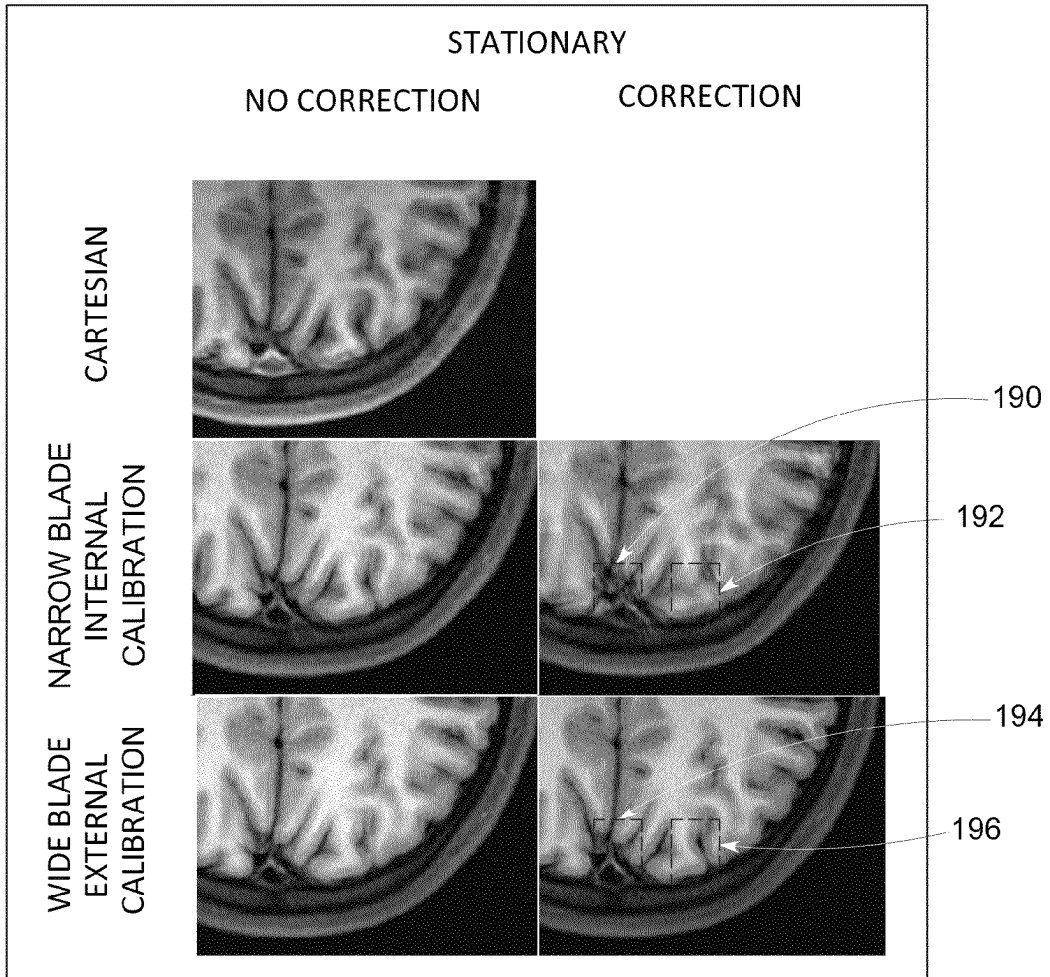 STATIONARY
NO CORRECTION
CORRECTION
CARTESIAN
190
NARROW BLADE
INTERNAL
CALIBRATION
192
WIDE BLADE
EXTERNAL
CALIBRATION
194
196